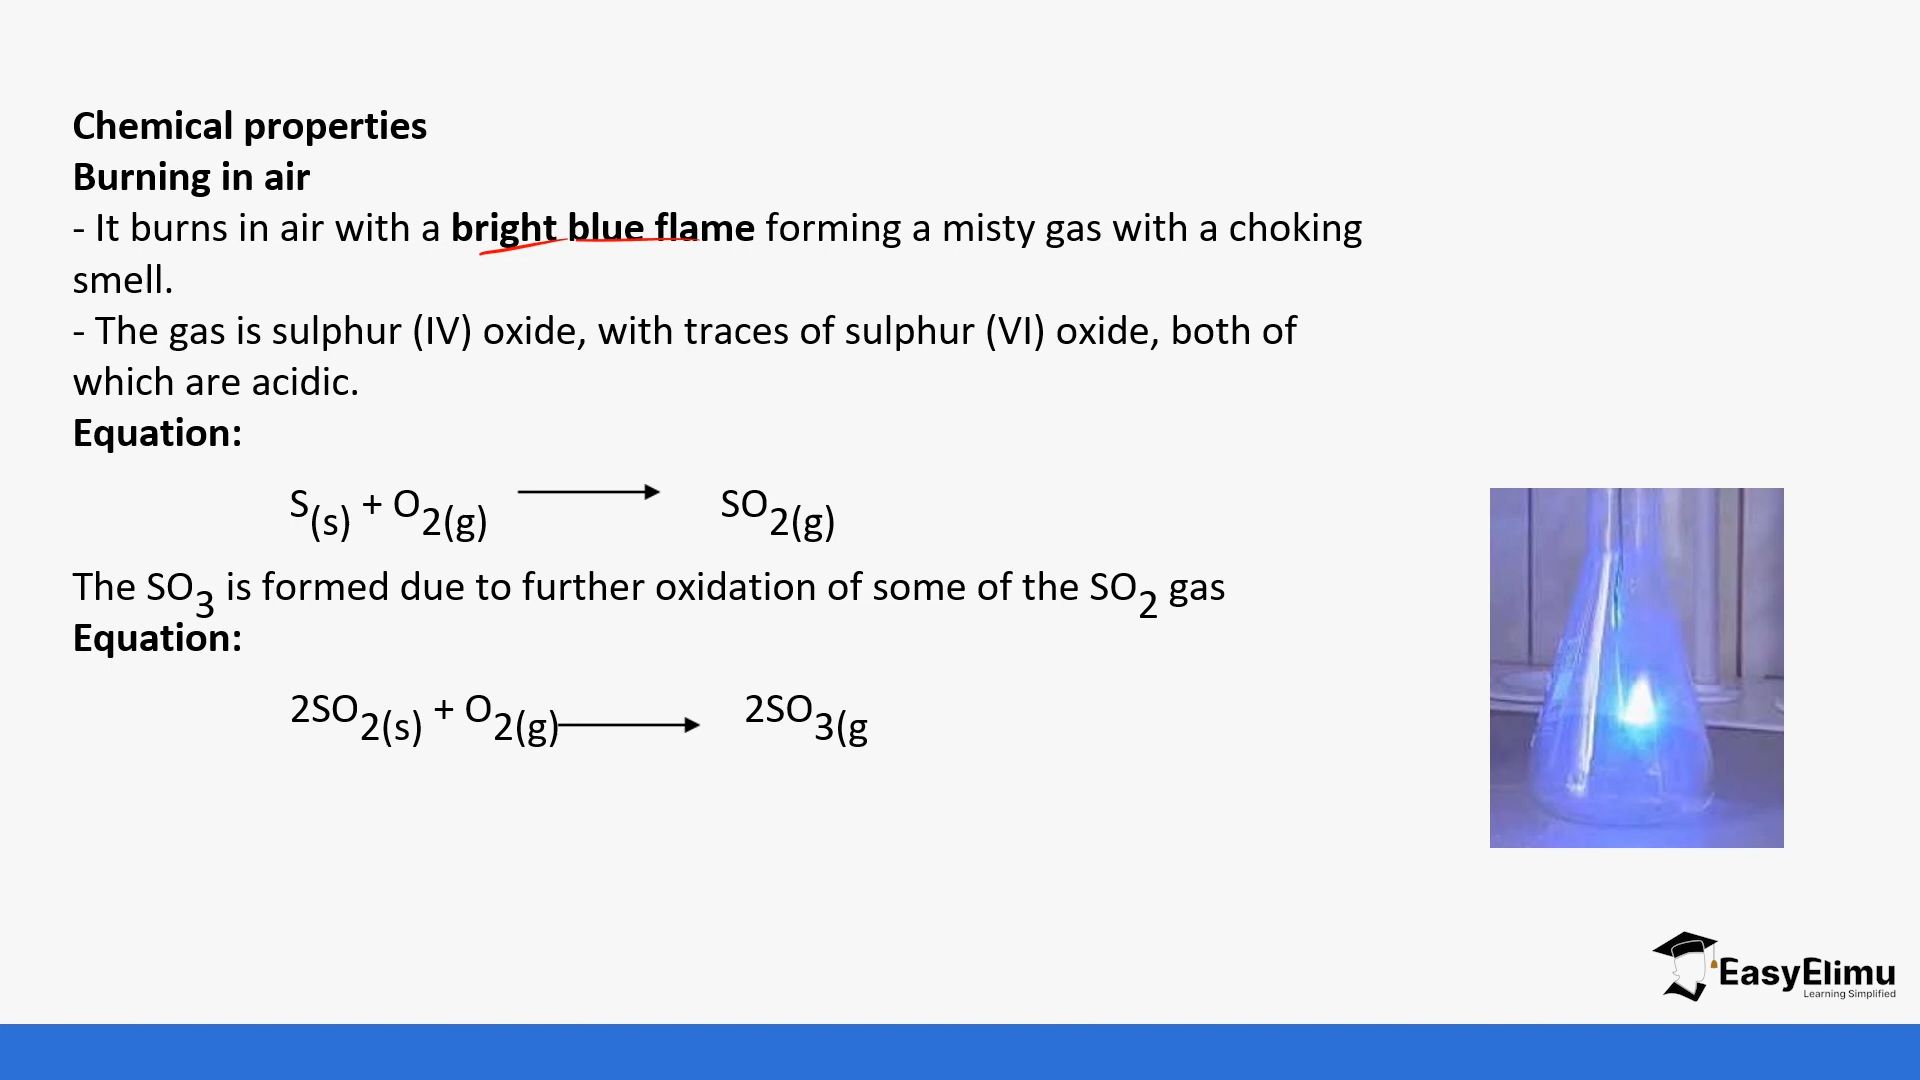 Chemical properties
Burning in air
- It burns in air with a bright blue flame forming a misty gas with a choking
smell.
- The gas is sulphur (IV) oxide, with traces of sulphur (VI) oxide, both of
which are acidic.
Equation:
S(s) + O2(g) ⟶ SO2(g)
The SO3 is formed due to further oxidation of some of the SO2 gas
Equation:
2SO2(s) + O2(g) ⟶ 2SO3(g
EasyElimu
Learning Simplified